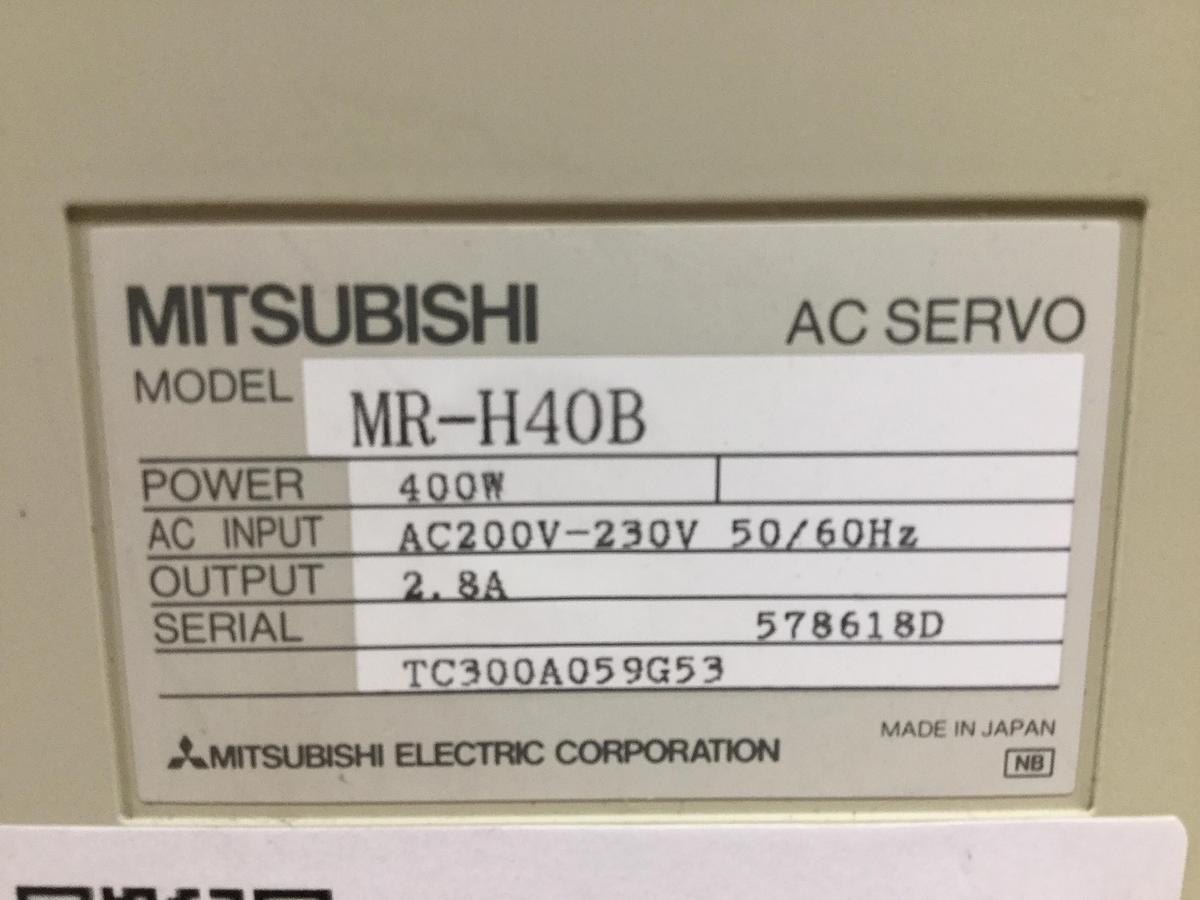 MITSUBISHI AC SERVO
MODEL MR-H40B
POWER 400W
AC INPUT AC200V-230V 50/60Hz
OUTPUT 2.8A
SERIAL 578618D
TC300A059G53
MITSUBISHI ELECTRIC CORPORATION
MADE IN JAPAN
NB